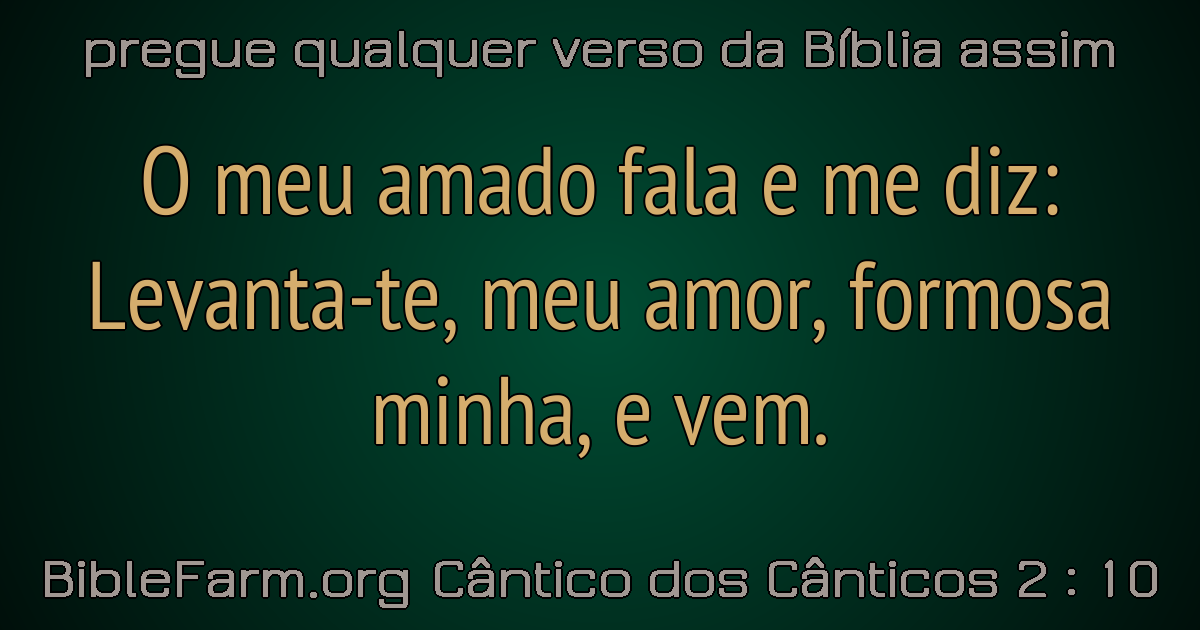 pregue qualquer verso da Bíblia assim
O meu amado fala e me diz:
Levanta-te, meu amor, formosa
minha, e vem.
BibleFarm.org Cântico dos Cânticos 2 : 10